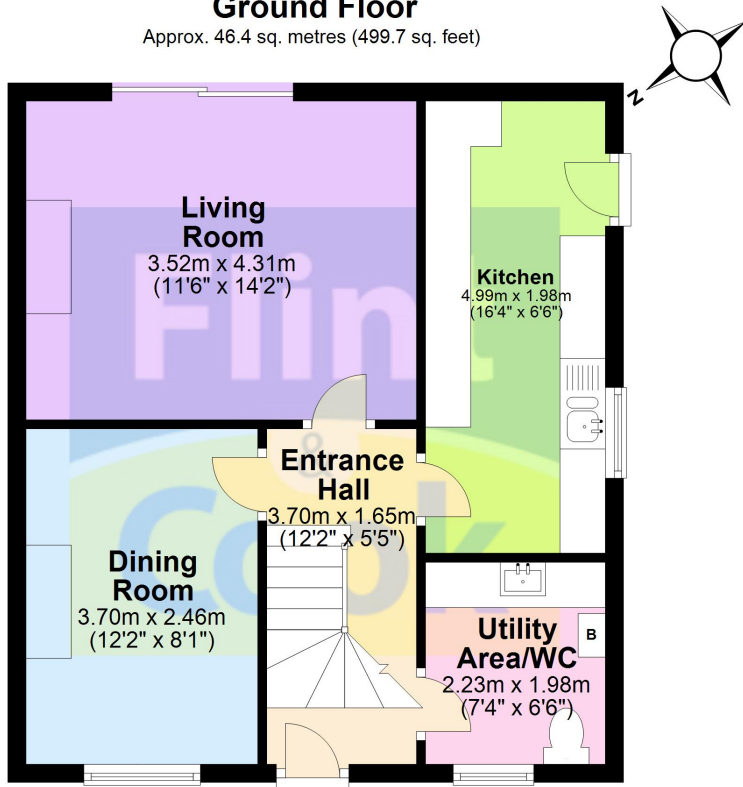 Ground Floor
Approx. 46.4 sq. metres (499.7 sq. feet)
N
Living
Room
3.52m x 4.31m
(11'6" x 14'2")
Kitchen
4.99m x 1.98m
(16'4" x 6'6")
Flint
&
Cook
Entrance
Hall
3.70m x 1.65m
(12'2" x 5'5")
Dining
Room
3.70m x 2.46m
(12'2" x 8'1")
Utility
Area/WC
2.23m x 1.98m
(7'4" x 6'6")
B